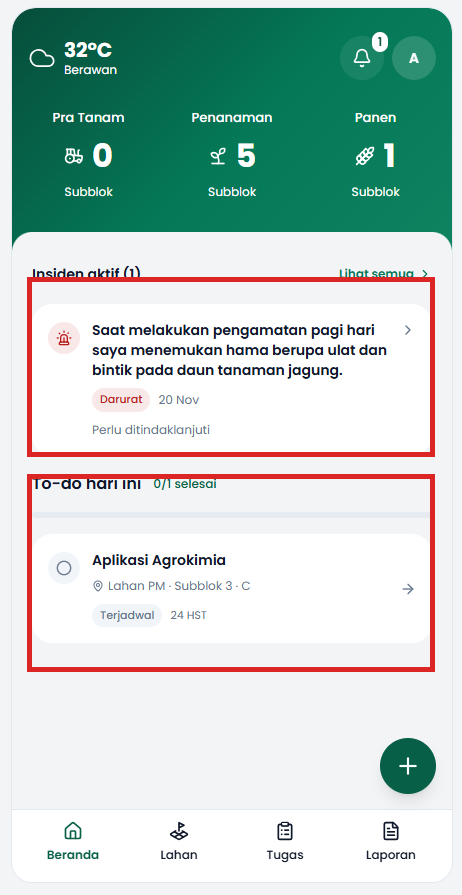 32°C
Berawan
1
A
Pra Tanam
Penanaman
Panen
0
5
1
Subblok
Subblok
Subblok
Insiden aktif (1)
Lihat semua
Saat melakukan pengamatan pagi hari
saya menemukan hama berupa ulat dan
bintik pada daun tanaman jagung.
Darurat
20 Nov
Perlu ditindaklanjuti
To-do hari ini
0/1 selesai
Aplikasi Agrokimia
Lahan PM · Subblok 3 · C
Terjadwal
24 HST
Beranda
Lahan
Tugas
Laporan